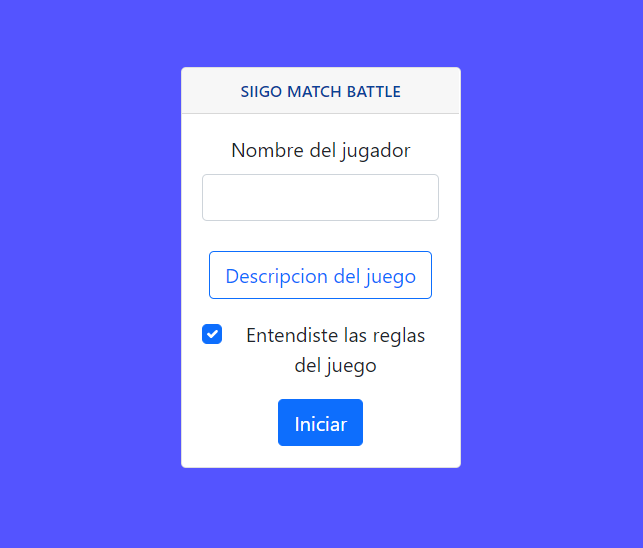 SIIGO MATCH BATTLE
Nombre del jugador
Descripcion del juego
Entendiste las reglas
del juego
Iniciar